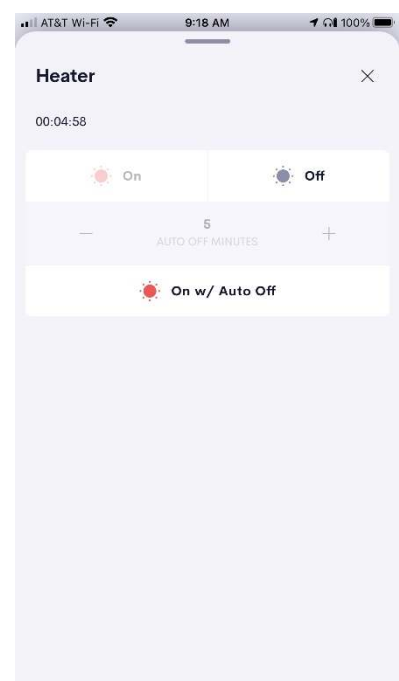 AT&T Wi-Fi 9:18 AM 100%
Heater
00:04:58
On Off
5
AUTO OFF MINUTES
On w/ Auto Off